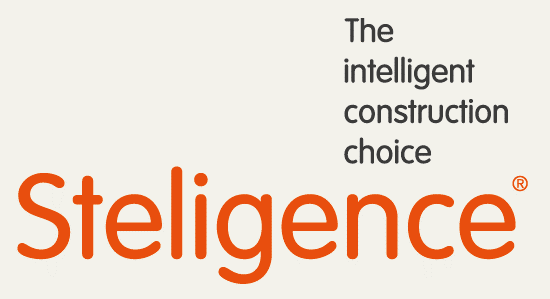 The
intelligent
construction
choice
Steligence®